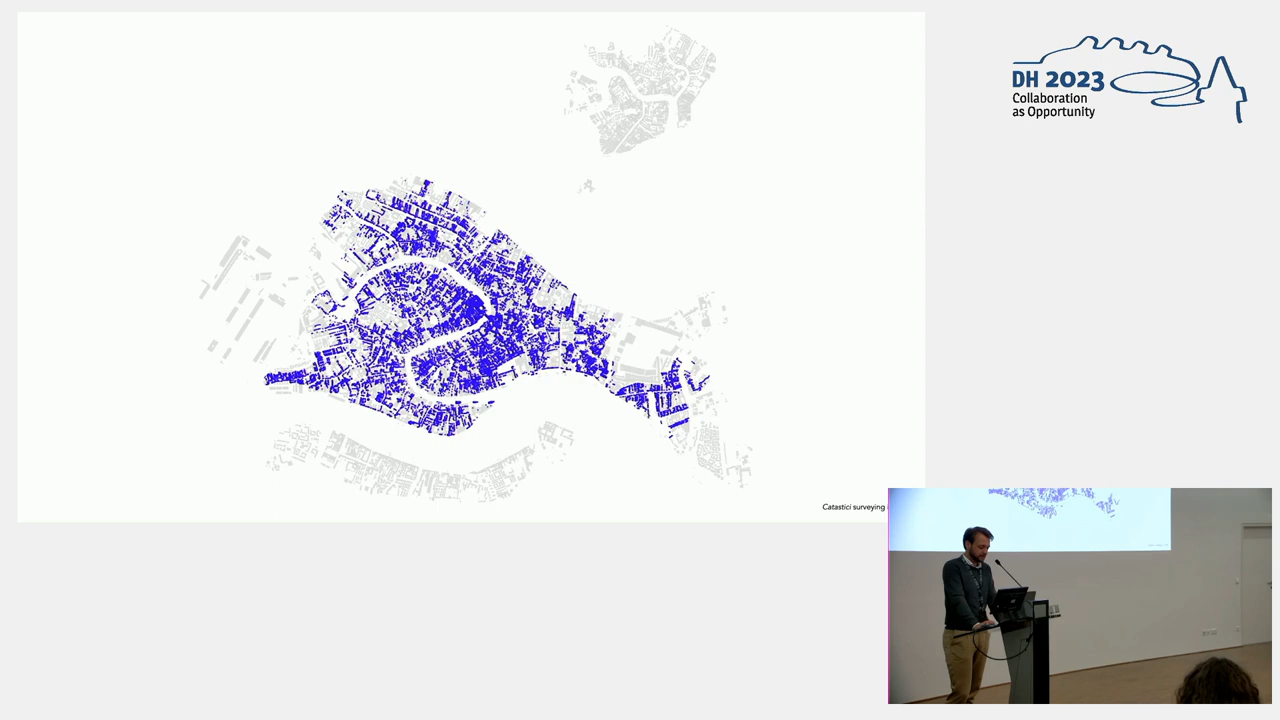 DH 2023
Collaboration
as Opportunity
Catastici surveying